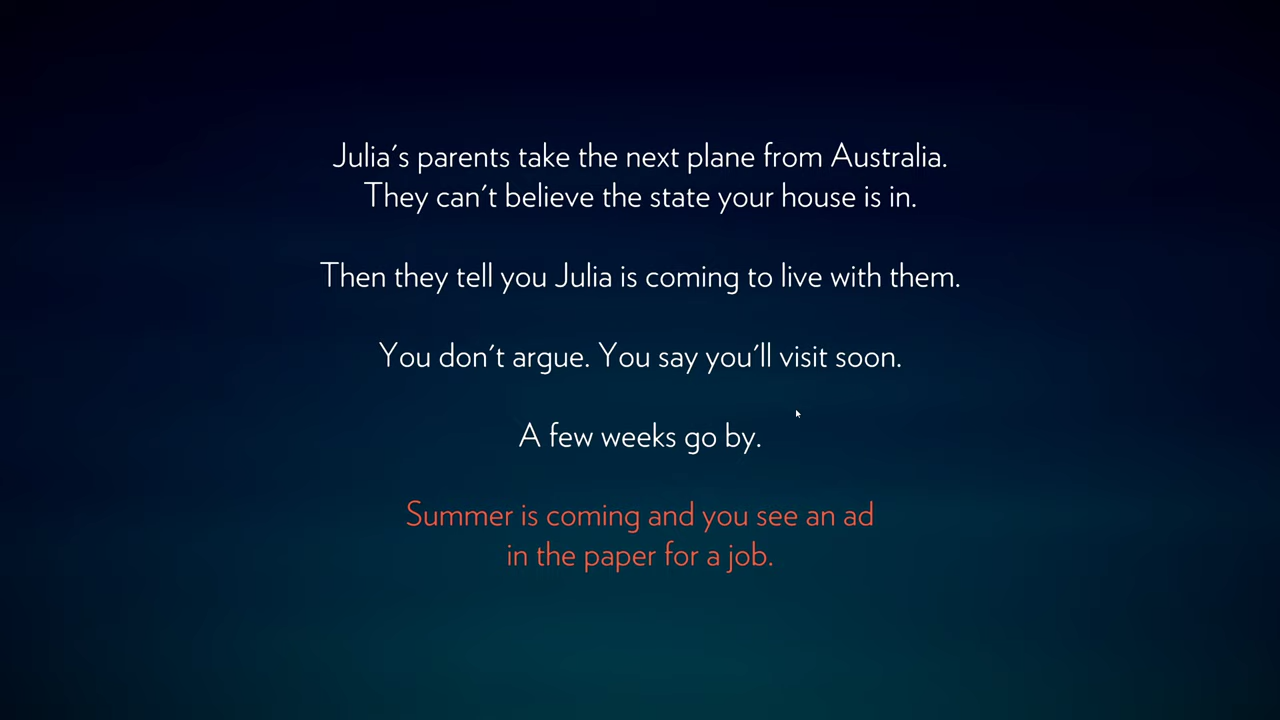 Julia's parents take the next plane from Australia.
They can't believe the state your house is in.
Then they tell you Julia is coming to live with them.
You don't argue. You say you'll visit soon.
A few weeks go by.
Summer is coming and you see an ad
in the paper for a job.